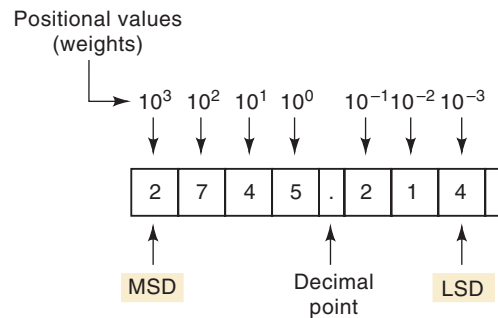 Positional values
(weights)
10³ 10² 10¹ 10⁰ 10⁻¹ 10⁻² 10⁻³
2 7 4 5 . 2 1 4
MSD Decimal point LSD